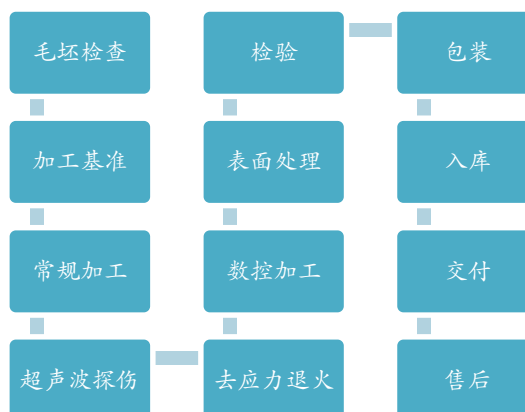 毛坯检查
加工基准
常规加工
超声波探伤
去应力退火
数控加工
表面处理
检验
包装
入库
交付
售后